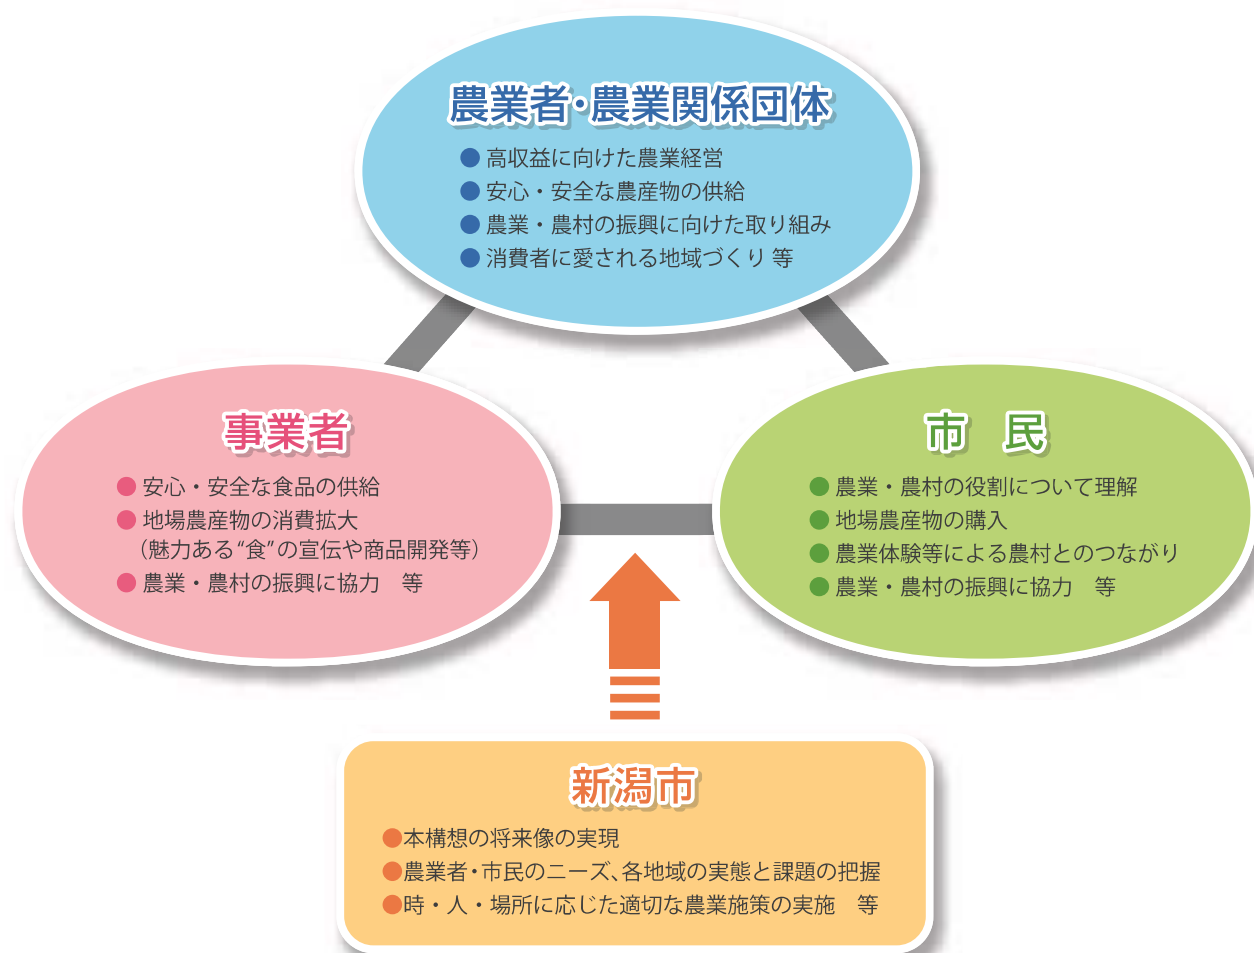 農業者・農業関係団体
● 高収益に向けた農業経営
● 安心・安全な農産物の供給
● 農業・農村の振興に向けた取り組み
● 消費者に愛される地域づくり 等
事業者
● 安心・安全な食品の供給
● 地場農産物の消費拡大
（魅力ある“食”の宣伝や商品開発等）
● 農業・農村の振興に協力　等
市　民
● 農業・農村の役割について理解
● 地場農産物の購入
● 農業体験等による農村とのつながり
● 農業・農村の振興に協力　等
新潟市
●本構想の将来像の実現
●農業者・市民のニーズ、各地域の実態と課題の把握
●時・人・場所に応じた適切な農業施策の実施　等